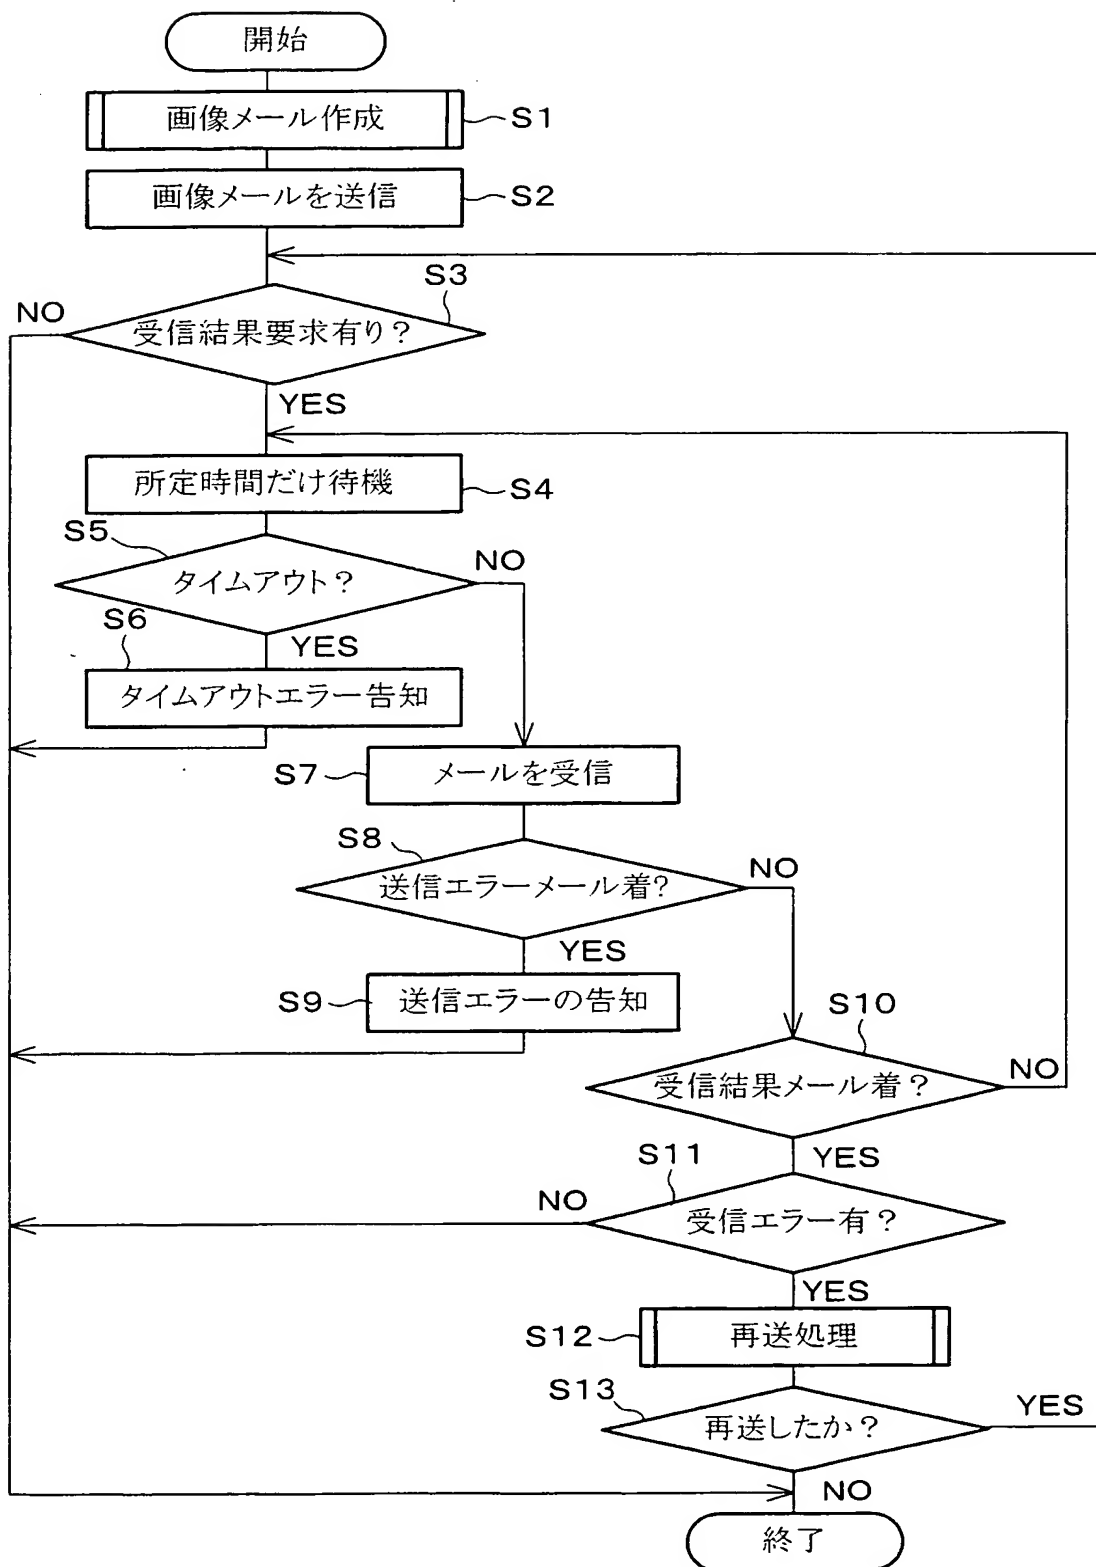 開始
画像メール作成 S1
画像メールを送信 S2
S3
NO
受信結果要求有り?
YES
所定時間だけ待機 S4
S5
NO
タイムアウト?
S6
YES
タイムアウトエラー告知
S7 メールを受信
S8
NO
送信エラーメール着?
YES
S9 送信エラーの告知
S10
NO
受信結果メール着?
S11
YES
NO
受信エラー有?
YES
S12 再送処理
S13
YES
再送したか?
NO
終了